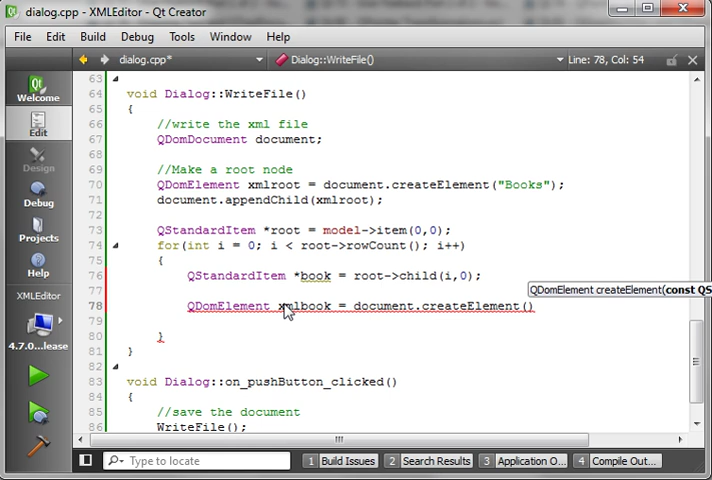 dialog.cpp - XMLEditor - Qt Creator
File Edit Build Debug Tools Window Help
dialog.cpp* Dialog::WriteFile() Line: 78, Col: 54
Welcome
Edit
Design
Debug
Projects
Help
XMLEditor
4.7.0...lease
63
64 void Dialog::WriteFile()
65 {
66 //write the xml file
67 QDomDocument document;
68
69 //Make a root node
70 QDomElement xmlroot = document.createElement("Books");
71 document.appendChild(xmlroot);
72
73 QStandardItem *root = model->item(0,0);
74 for(int i = 0; i < root->rowCount(); i++)
75 {
76 QStandardItem *book = root->child(i,0);
77
QDomElement createElement(const QS
78 QDomElement xmlbook = document.createElement()
79
80 }
81 }
82
83 void Dialog::on_pushButton_clicked()
84 {
85 //save the document
86 WriteFile();
Type to locate 1 Build Issues 2 Search Results 3 Application O... 4 Compile Out...